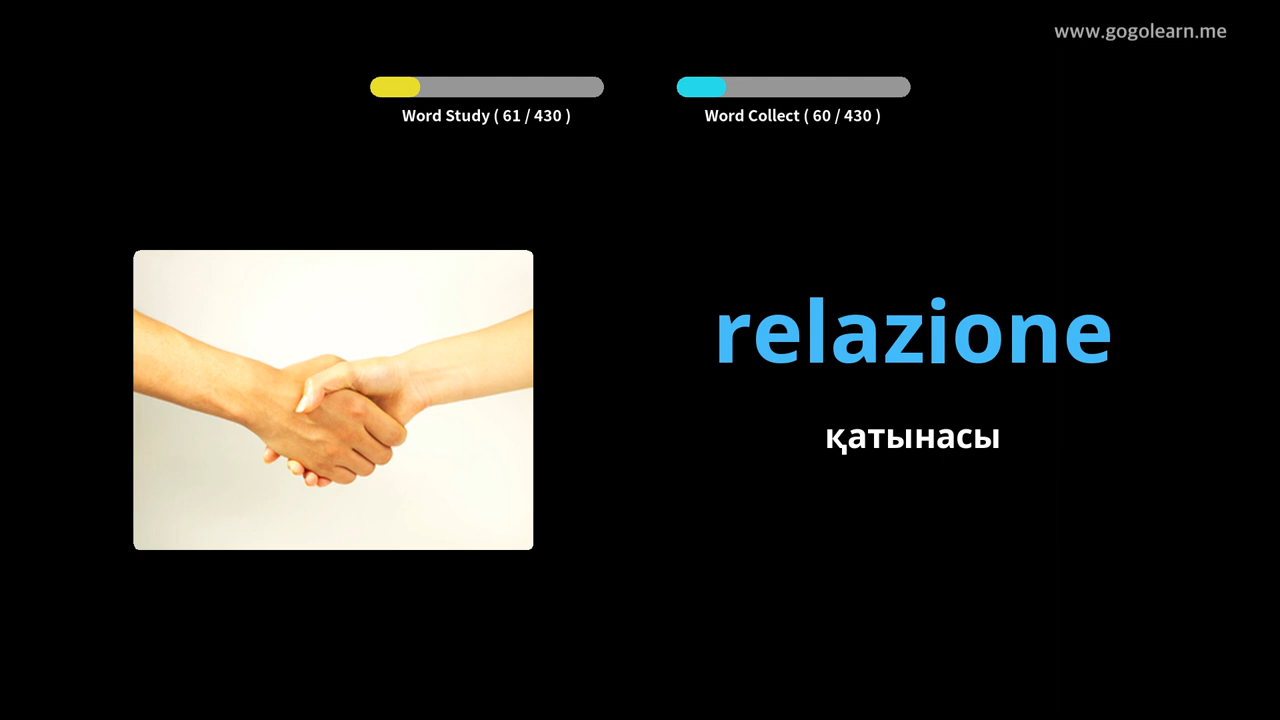 www.gogolearn.me
Word Study ( 61 / 430 )
Word Collect ( 60 / 430 )
relazione
қатынасы